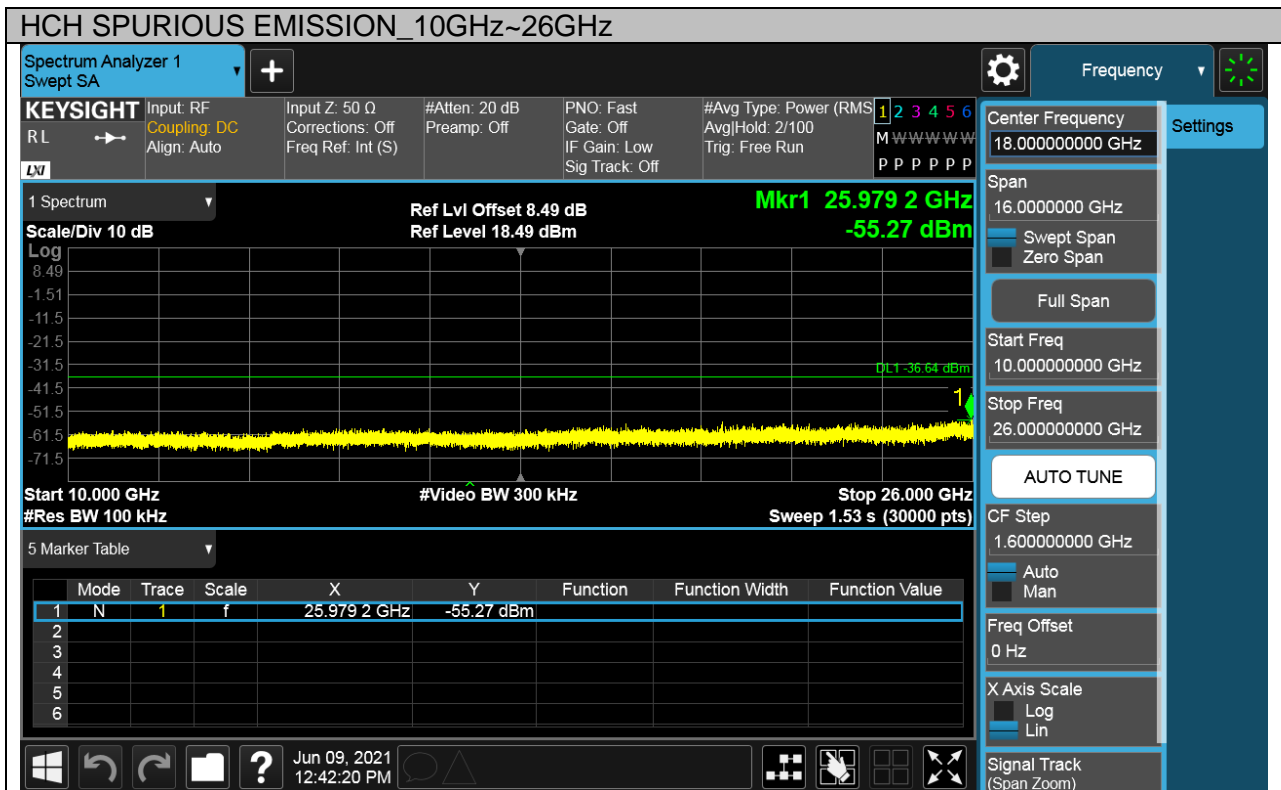 HCH SPURIOUS EMISSION_10GHz~26GHz
Spectrum Analyzer 1
Swept SA
+
Frequency
KEYSIGHT
RL
LXI
Input: RF
Coupling: DC
Align: Auto
Input Z: 50 Ω
Corrections: Off
Freq Ref: Int (S)
#Atten: 20 dB
Preamp: Off
PNO: Fast
Gate: Off
IF Gain: Low
Sig Track: Off
#Avg Type: Power (RMS
Avg|Hold: 2/100
Trig: Free Run
1 2 3 4 5 6
M W W W W W
P P P P P P
1 Spectrum
Scale/Div 10 dB
Ref Lvl Offset 8.49 dB
Ref Level 18.49 dBm
Mkr1 25.979 2 GHz
-55.27 dBm
Log
8.49
-1.51
-11.5
-21.5
-31.5
-41.5
-51.5
-61.5
-71.5
DL1 -36.64 dBm
1
Start 10.000 GHz
#Video BW 300 kHz
Stop 26.000 GHz
#Res BW 100 kHz
Sweep 1.53 s (30000 pts)
5 Marker Table
Mode Trace Scale X Y Function Function Width Function Value
1 N 1 f 25.979 2 GHz -55.27 dBm
2
3
4
5
6
?
Jun 09, 2021
12:42:20 PM
Center Frequency
18.000000000 GHz
Settings
Span
16.0000000 GHz
Swept Span
Zero Span
Full Span
Start Freq
10.000000000 GHz
Stop Freq
26.000000000 GHz
AUTO TUNE
CF Step
1.600000000 GHz
Auto
Man
Freq Offset
0 Hz
X Axis Scale
Log
Lin
Signal Track
(Span Zoom)